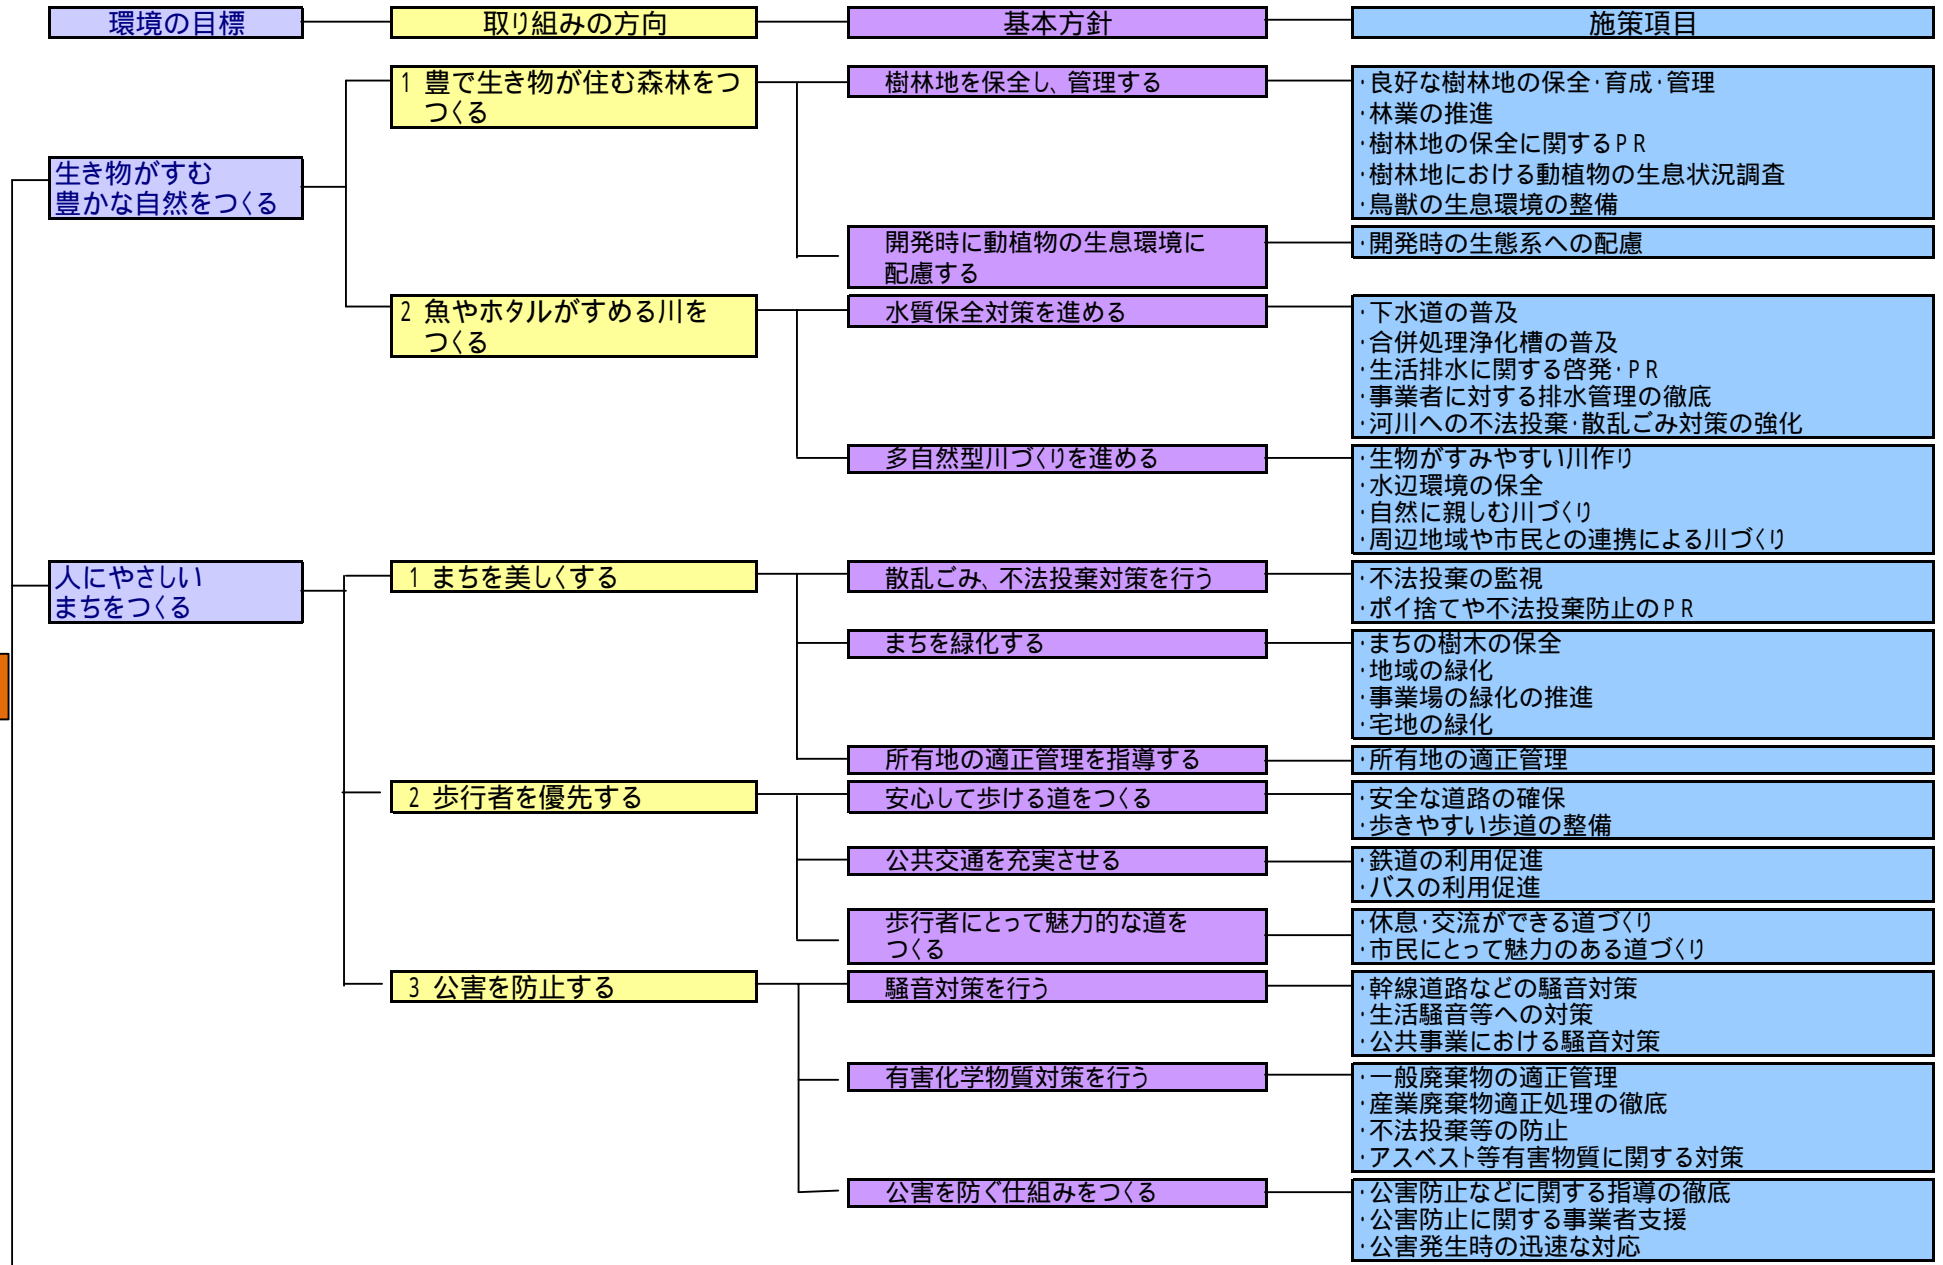 環境の目標
取り組みの方向
基本方針
施策項目
生き物がすむ
豊かな自然をつくる
1 豊で生き物が住む森林をつ
つくる
樹林地を保全し、管理する
・良好な樹林地の保全・育成・管理
・林業の推進
・樹林地の保全に関するPR
・樹林地における動植物の生息状況調査
・鳥獣の生息環境の整備
開発時に動植物の生息環境に
配慮する
・開発時の生態系への配慮
2 魚やホタルがすめる川を
つくる
水質保全対策を進める
・下水道の普及
・合併処理浄化槽の普及
・生活排水に関する啓発・PR
・事業者に対する排水管理の徹底
・河川への不法投棄・散乱ごみ対策の強化
多自然型川づくりを進める
・生物がすみやすい川作り
・水辺環境の保全
・自然に親しむ川づくり
・周辺地域や市民との連携による川づくり
人にやさしい
まちをつくる
1 まちを美しくする
散乱ごみ、不法投棄対策を行う
・不法投棄の監視
・ポイ捨てや不法投棄防止のPR
まちを緑化する
・まちの樹木の保全
・地域の緑化
・事業場の緑化の推進
・宅地の緑化
所有地の適正管理を指導する
・所有地の適正管理
2 歩行者を優先する
安心して歩ける道をつくる
・安全な道路の確保
・歩きやすい歩道の整備
公共交通を充実させる
・鉄道の利用促進
・バスの利用促進
歩行者にとって魅力的な道を
つくる
・休息・交流ができる道づくり
・市民にとって魅力のある道づくり
3 公害を防止する
騒音対策を行う
・幹線道路などの騒音対策
・生活騒音等への対策
・公共事業における騒音対策
有害化学物質対策を行う
・一般廃棄物の適正管理
・産業廃棄物適正処理の徹底
・不法投棄等の防止
・アスベスト等有害物質に関する対策
公害を防ぐ仕組みをつくる
・公害防止などに関する指導の徹底
・公害防止に関する事業者支援
・公害発生時の迅速な対応